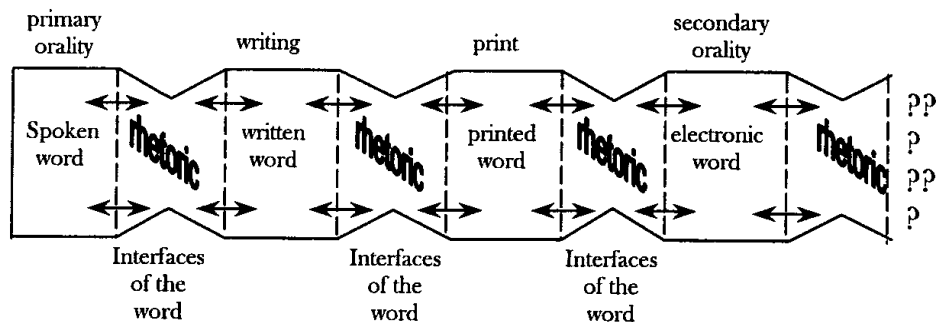 primary
orality
writing
print
secondary
orality
Spoken
word
rhetoric
written
word
rhetoric
printed
word
rhetoric
electronic
word
rhetoric
??
?
??
?
Interfaces
of the
word
Interfaces
of the
word
Interfaces
of the
word